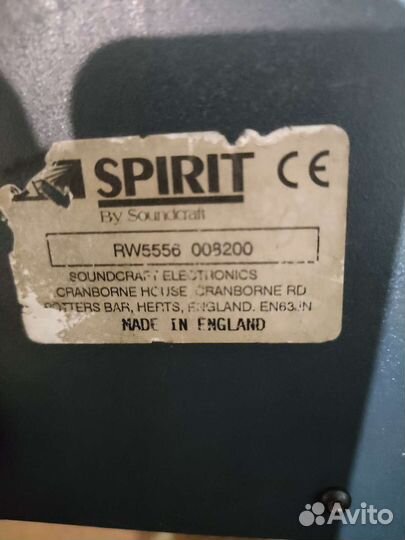 SPIRIT CE
By Soundcraft
RW5556 008200
SOUNDCRAFT ELECTRONICS
CRANBORNE HOUSE CRANBORNE RD
POTTERS BAR, HERTS, ENGLAND. EN63JN
MADE IN ENGLAND
Avito